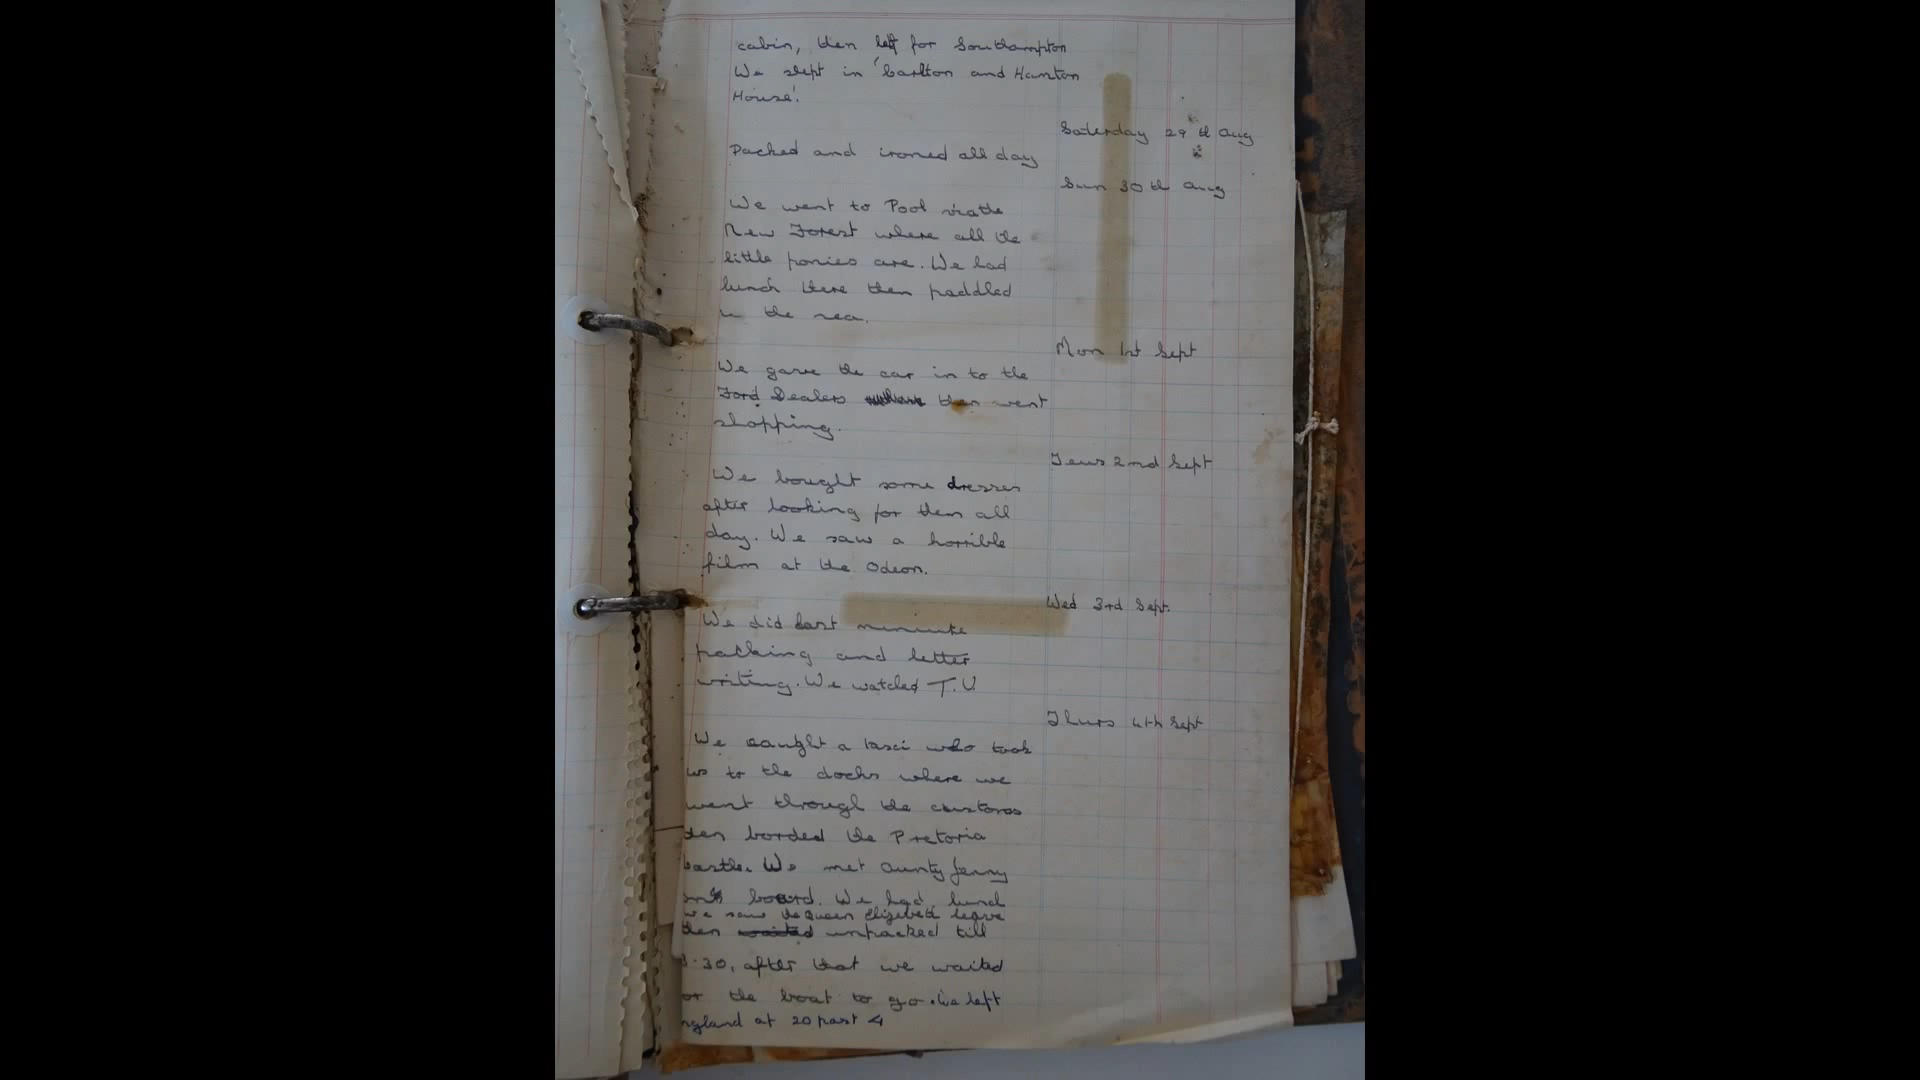 cabin, then left for Southampton
We slept in 'Carlton and Hamton
House'.
Saterday 29th Aug
Packed and ironed all day
Sun 30th Aug
We went to Pool via the
New Forest where all the
little ponies are. We had
lunch there then paddled
in the sea.
Mon 1st Sept
We gave the car in to the
Ford Dealers then went
shopping.
Teus 2nd Sept
We bought some dresses
after looking for them all
day. We saw a horrible
film at the Odeon.
Wed 3rd Sept.
We did last minuite
packing and letter
writing. We watched T.V.
Thurs 4th Sept
We caught a taxi who took
us to the docks where we
went through the customs
then borded the Pretoria
Castle. We met Aunty Jenny
on board. We had lunch
We saw the Queen Elizebeth leave
then waited unpacked till
3.30, after that we waited
for the boat to go. We left
England at 20 past 4